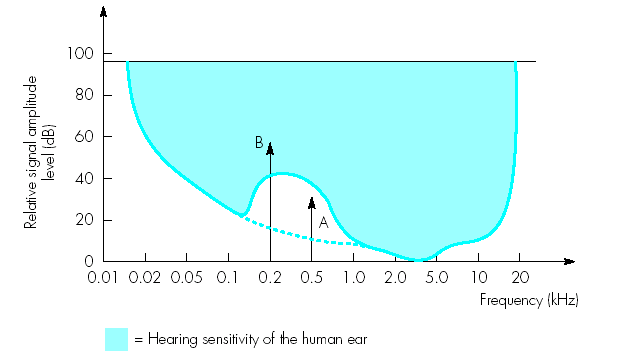 Relative signal amplitude
level (dB)
100
80
60
40
20
0
B
A
0.01 0.02 0.05 0.1 0.2 0.5 1.0 2.0 5.0 10 20
Frequency (kHz)
= Hearing sensitivity of the human ear